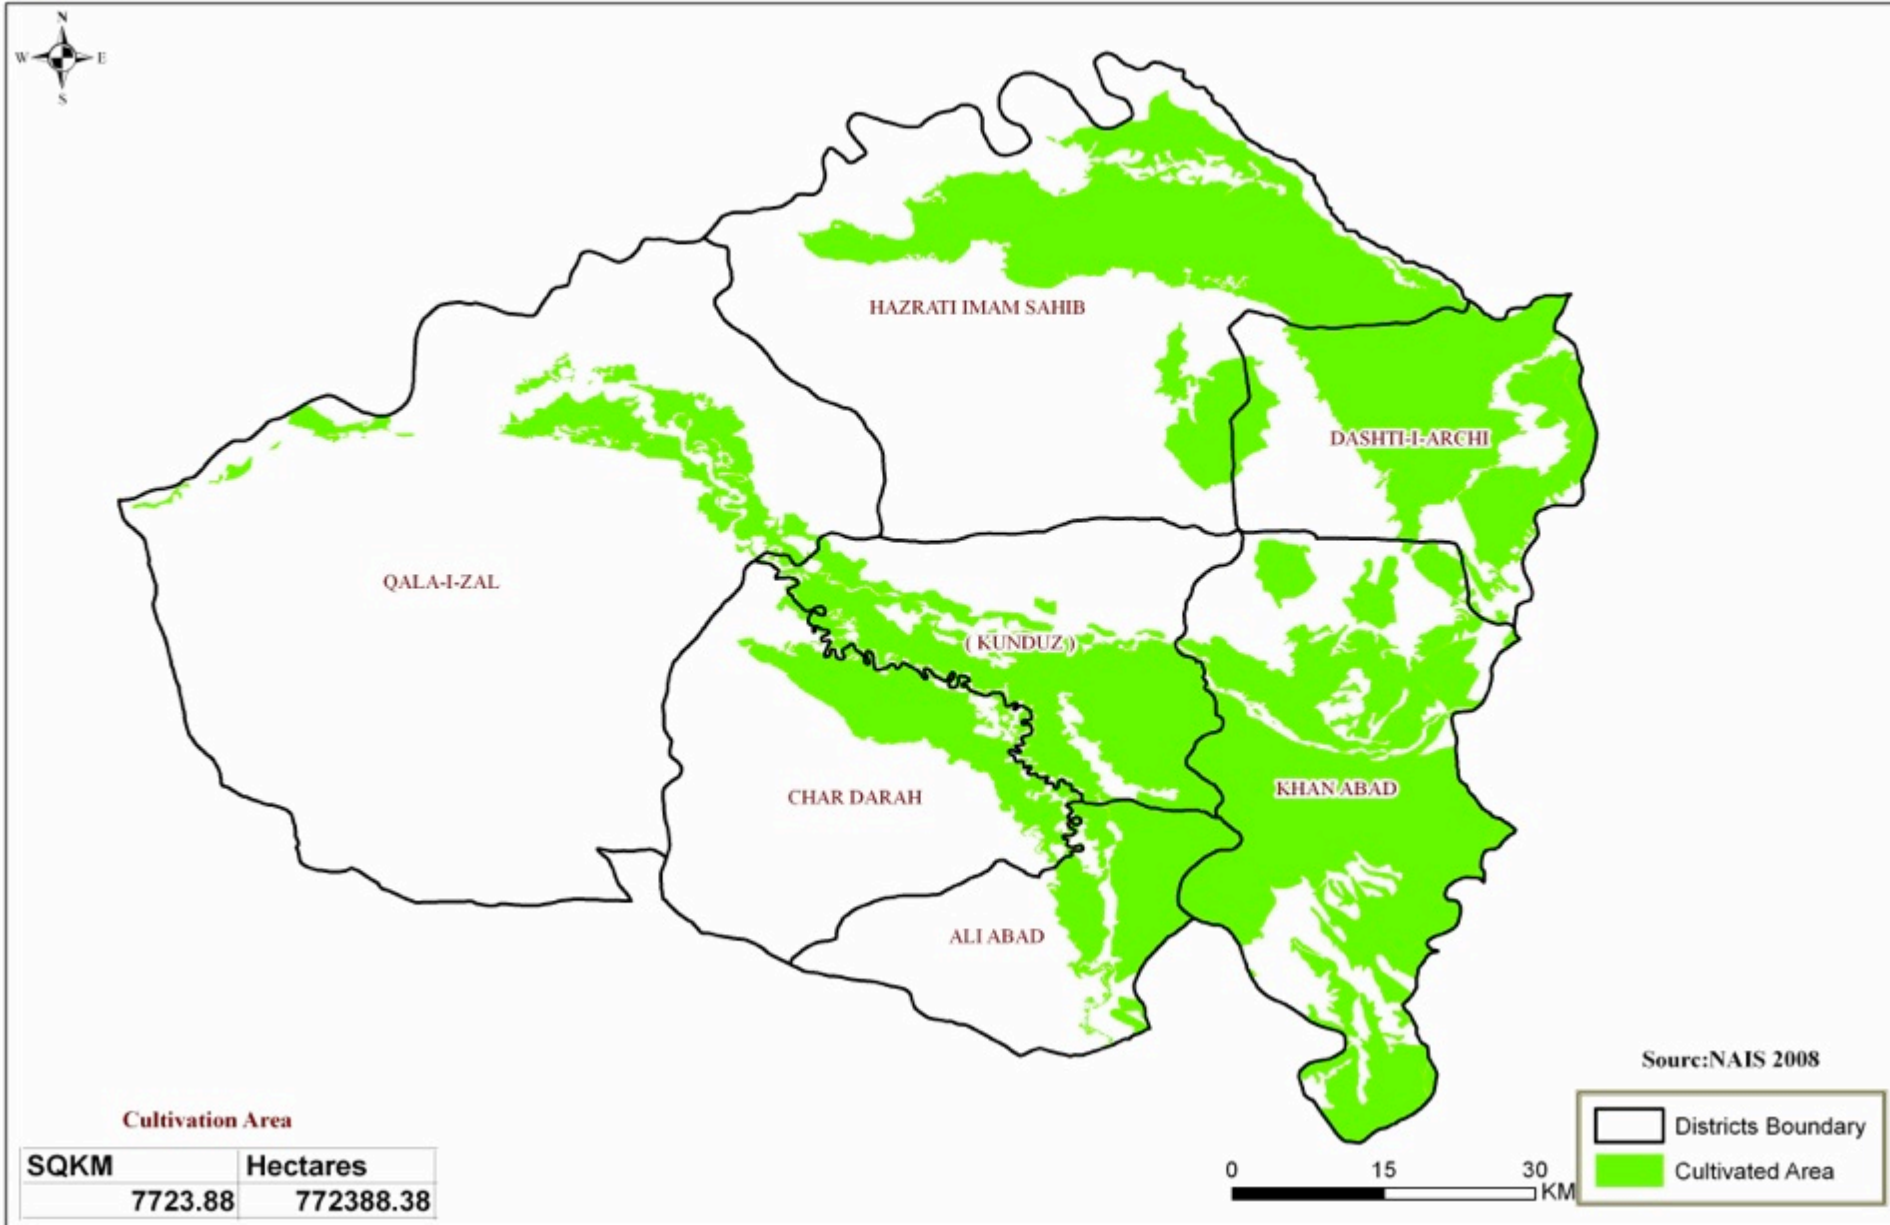 N
W E
S
HAZRATI IMAM SAHIB
DASHTI-I-ARCHI
QALA-I-ZAL
( KUNDUZ )
KHAN ABAD
CHAR DARAH
ALI ABAD
Sourc:NAIS 2008
Cultivation Area
SQKM Hectares
7723.88 772388.38
0 15 30
KM
Districts Boundary
Cultivated Area